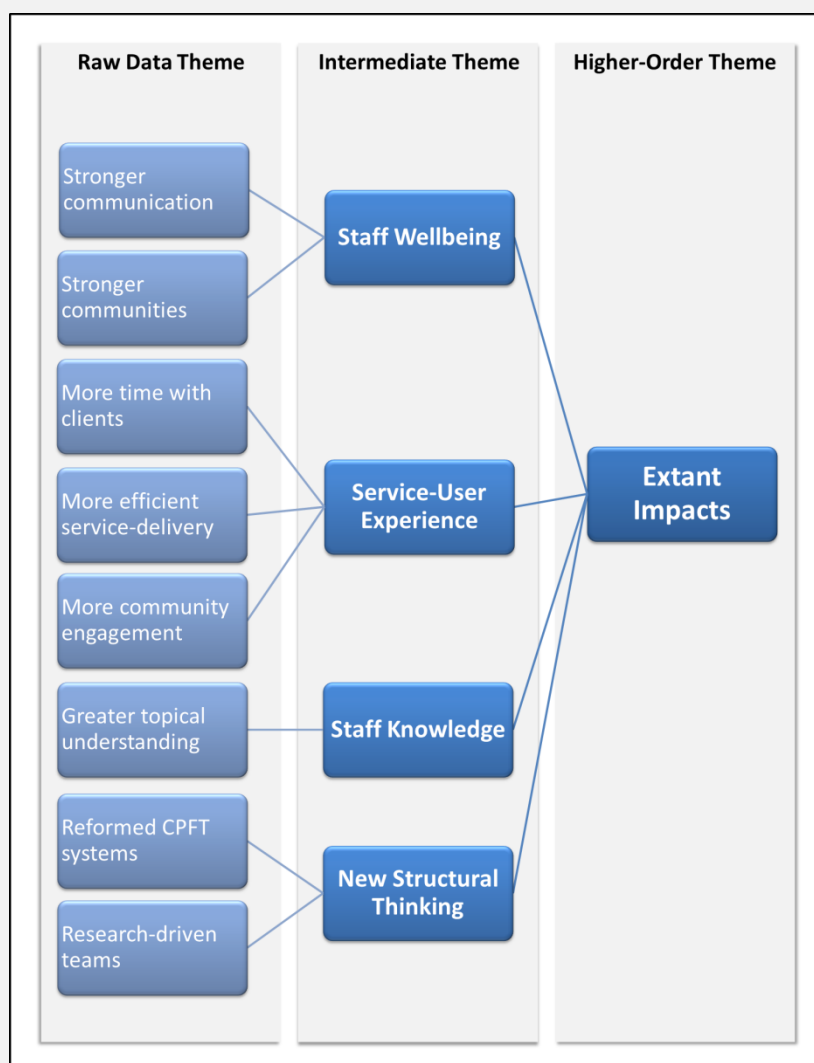 Raw Data Theme
Intermediate Theme
Higher-Order Theme
Stronger
communication
Stronger
communities
More time with
clients
More efficient
service-delivery
More community
engagement
Greater topical
understanding
Reformed CPFT
systems
Research-driven
teams
Staff Wellbeing
Service-User
Experience
Staff Knowledge
New Structural
Thinking
Extant
Impacts